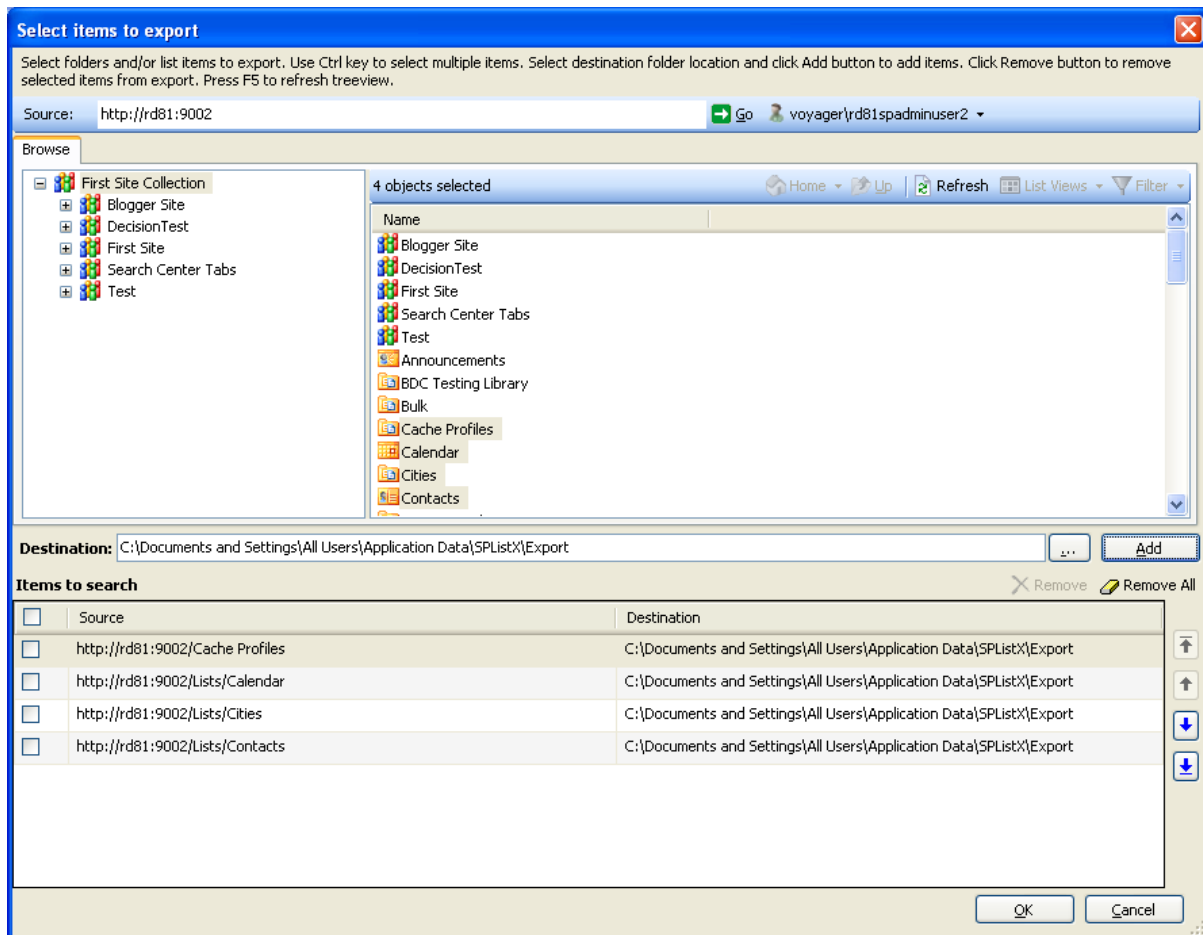 Select items to export
Select folders and/or list items to export. Use Ctrl key to select multiple items. Select destination folder location and click Add button to add items. Click Remove button to remove
selected items from export. Press F5 to refresh treeview.
Source: http://rd81:9002 Go voyager\rd81spadminuser2
Browse
First Site Collection
Blogger Site
DecisionTest
First Site
Search Center Tabs
Test
4 objects selected Home Up Refresh List Views Filter
Name
Blogger Site
DecisionTest
First Site
Search Center Tabs
Test
Announcements
BDC Testing Library
Bulk
Cache Profiles
Calendar
Cities
Contacts
Destination: C:\Documents and Settings\All Users\Application Data\SPListX\Export ... Add
Items to search Remove Remove All
Source Destination
http://rd81:9002/Cache Profiles C:\Documents and Settings\All Users\Application Data\SPListX\Export
http://rd81:9002/Lists/Calendar C:\Documents and Settings\All Users\Application Data\SPListX\Export
http://rd81:9002/Lists/Cities C:\Documents and Settings\All Users\Application Data\SPListX\Export
http://rd81:9002/Lists/Contacts C:\Documents and Settings\All Users\Application Data\SPListX\Export
OK Cancel